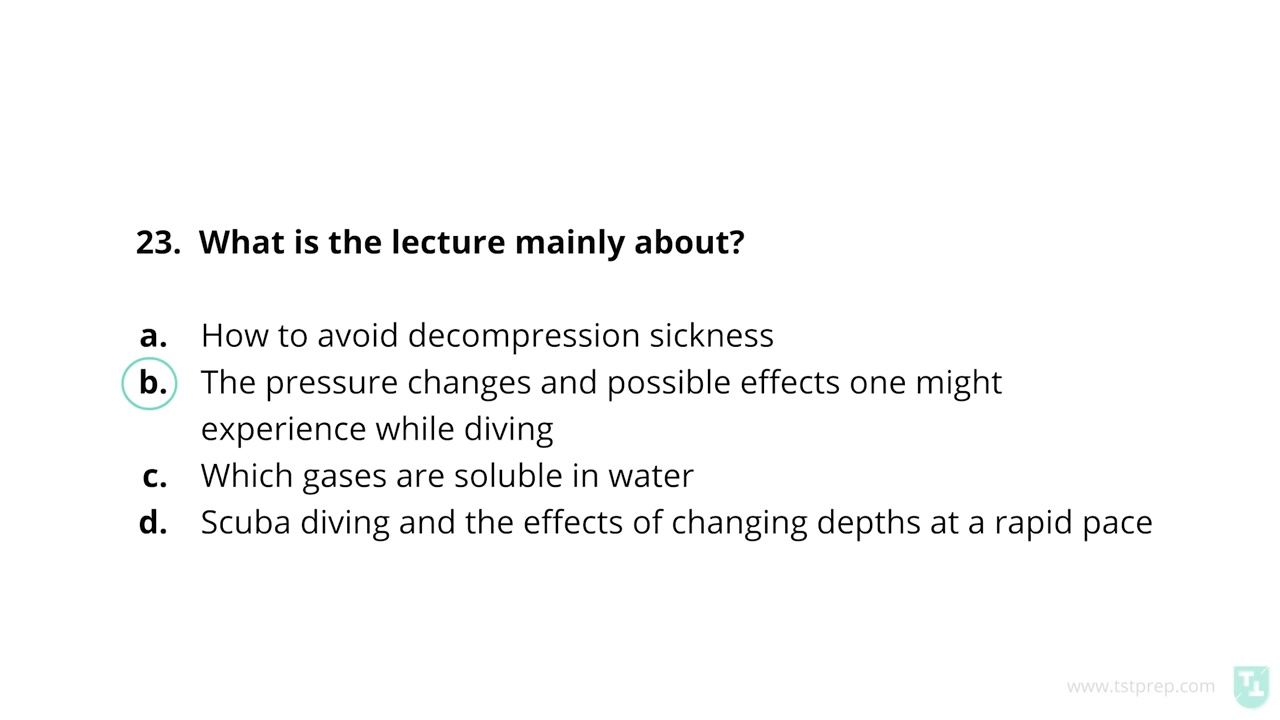 23. What is the lecture mainly about?
a. How to avoid decompression sickness
b. The pressure changes and possible effects one might
experience while diving
c. Which gases are soluble in water
d. Scuba diving and the effects of changing depths at a rapid pace
www.tstprep.com